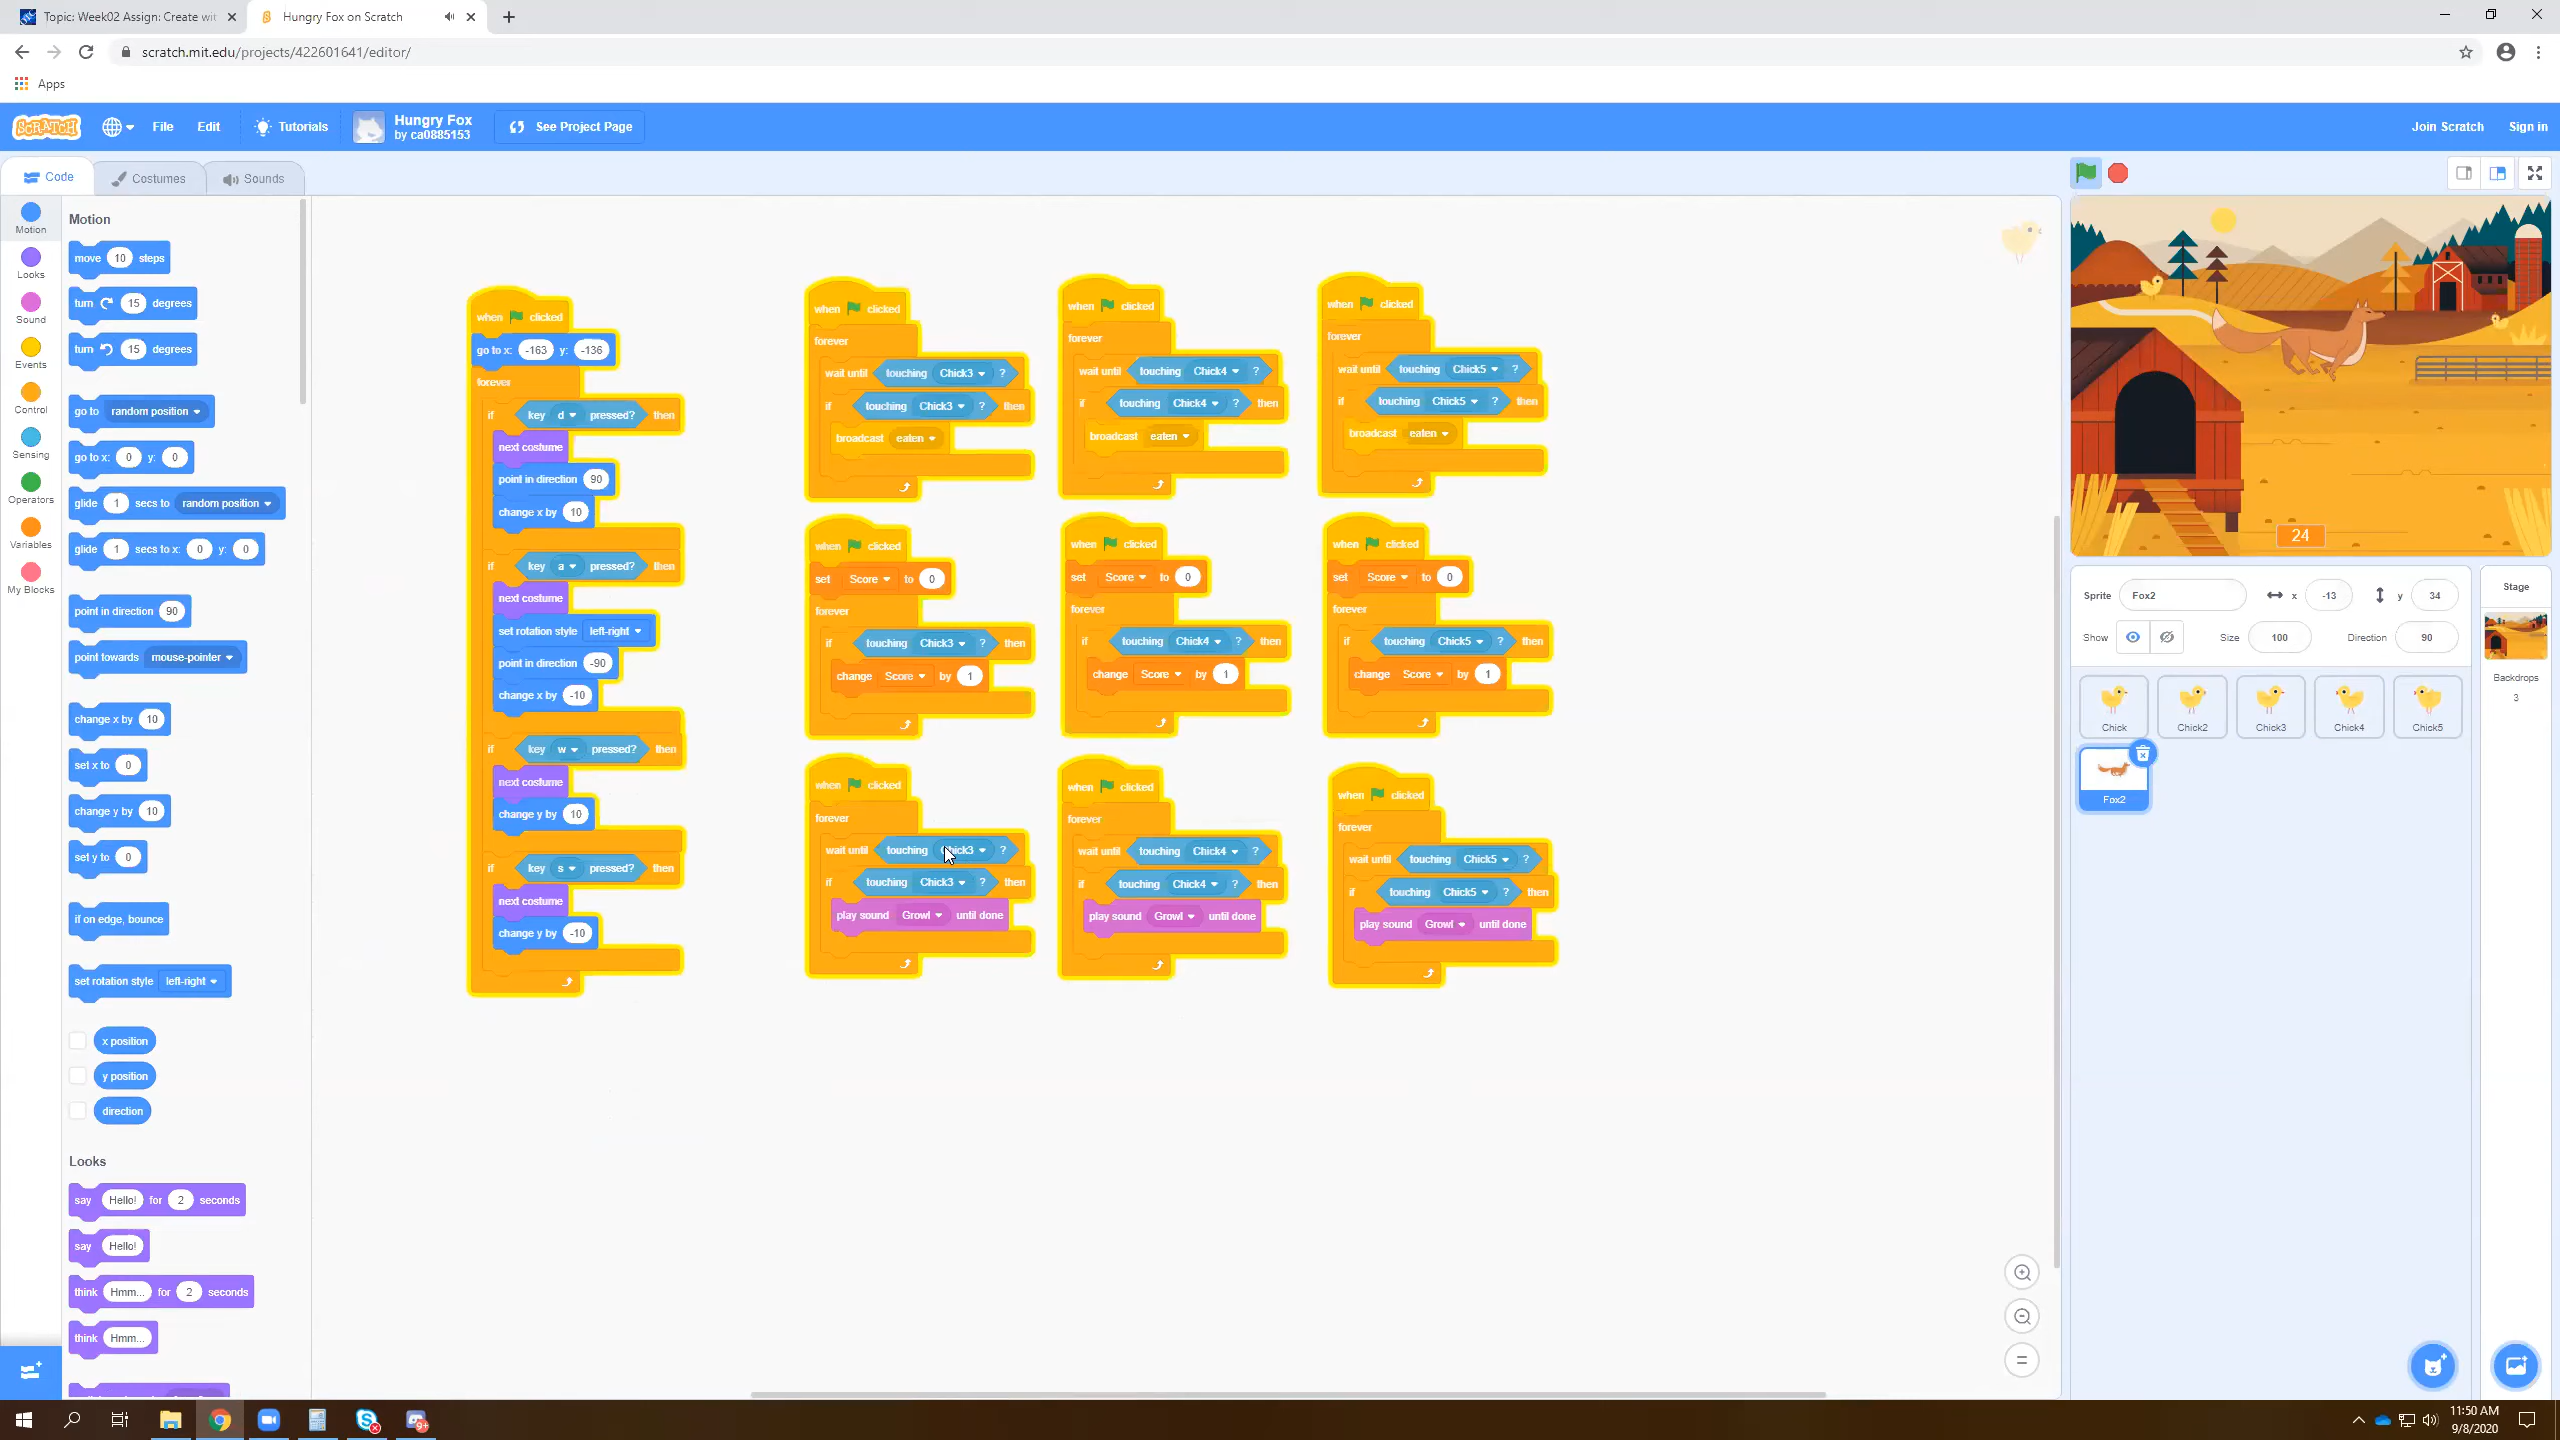 Topic: Week02 Assign: Create wit
Hungry Fox on Scratch
scratch.mit.edu/projects/422601641/editor/
Apps
SCRATCH
File
Edit
Tutorials
Hungry Fox
by ca0885153
See Project Page
Join Scratch
Sign in
Code
Costumes
Sounds
Motion
Looks
Sound
Events
Control
Sensing
Operators
Variables
My Blocks
Motion
move 10 steps
turn 15 degrees
turn 15 degrees
go to random position
go to x: 0 y: 0
glide 1 secs to random position
glide 1 secs to x: 0 y: 0
point in direction 90
point towards mouse-pointer
change x by 10
set x to 0
change y by 10
set y to 0
if on edge, bounce
set rotation style left-right
x position
y position
direction
Looks
say Hello! for 2 seconds
say Hello!
think Hmm... for 2 seconds
think Hmm...
when clicked
go to x: -163 y: -136
forever
if key d pressed? then
next costume
point in direction 90
change x by 10
if key a pressed? then
next costume
set rotation style left-right
point in direction -90
change x by -10
if key w pressed? then
next costume
change y by 10
if key s pressed? then
next costume
change y by -10
when clicked
forever
wait until touching Chick3 ?
if touching Chick3 ? then
broadcast eaten
when clicked
forever
wait until touching Chick4 ?
if touching Chick4 ? then
broadcast eaten
when clicked
forever
wait until touching Chick5 ?
if touching Chick5 ? then
broadcast eaten
when clicked
set Score to 0
forever
if touching Chick3 ? then
change Score by 1
when clicked
set Score to 0
forever
if touching Chick4 ? then
change Score by 1
when clicked
set Score to 0
forever
if touching Chick5 ? then
change Score by 1
when clicked
forever
wait until touching Chick3 ?
if touching Chick3 ? then
play sound Growl until done
when clicked
forever
wait until touching Chick4 ?
if touching Chick4 ? then
play sound Growl until done
when clicked
forever
wait until touching Chick5 ?
if touching Chick5 ? then
play sound Growl until done
24
Sprite Fox2 x -13 y 34
Show Size 100 Direction 90
Chick
Chick2
Chick3
Chick4
Chick5
Fox2
Stage
Backdrops
3
9+
11:50 AM
9/8/2020